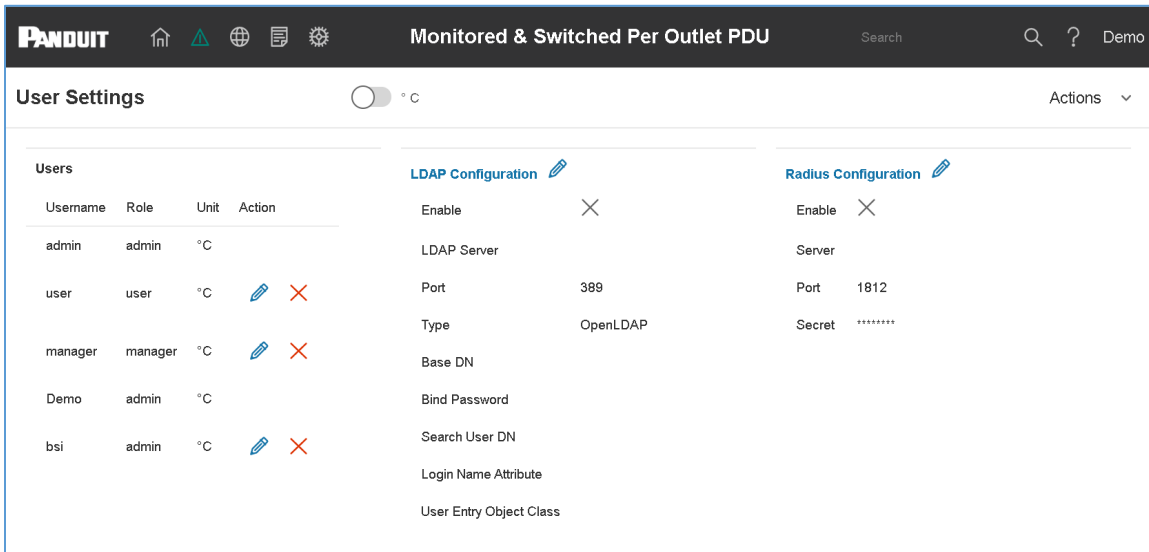 PANDUIT Monitored & Switched Per Outlet PDU Search ? Demo
User Settings ° C Actions
Users
Username Role Unit Action
admin admin °C
user user °C
manager manager °C
Demo admin °C
bsi admin °C
LDAP Configuration
Enable
LDAP Server
Port 389
Type OpenLDAP
Base DN
Bind Password
Search User DN
Login Name Attribute
User Entry Object Class
Radius Configuration
Enable
Server
Port 1812
Secret ********